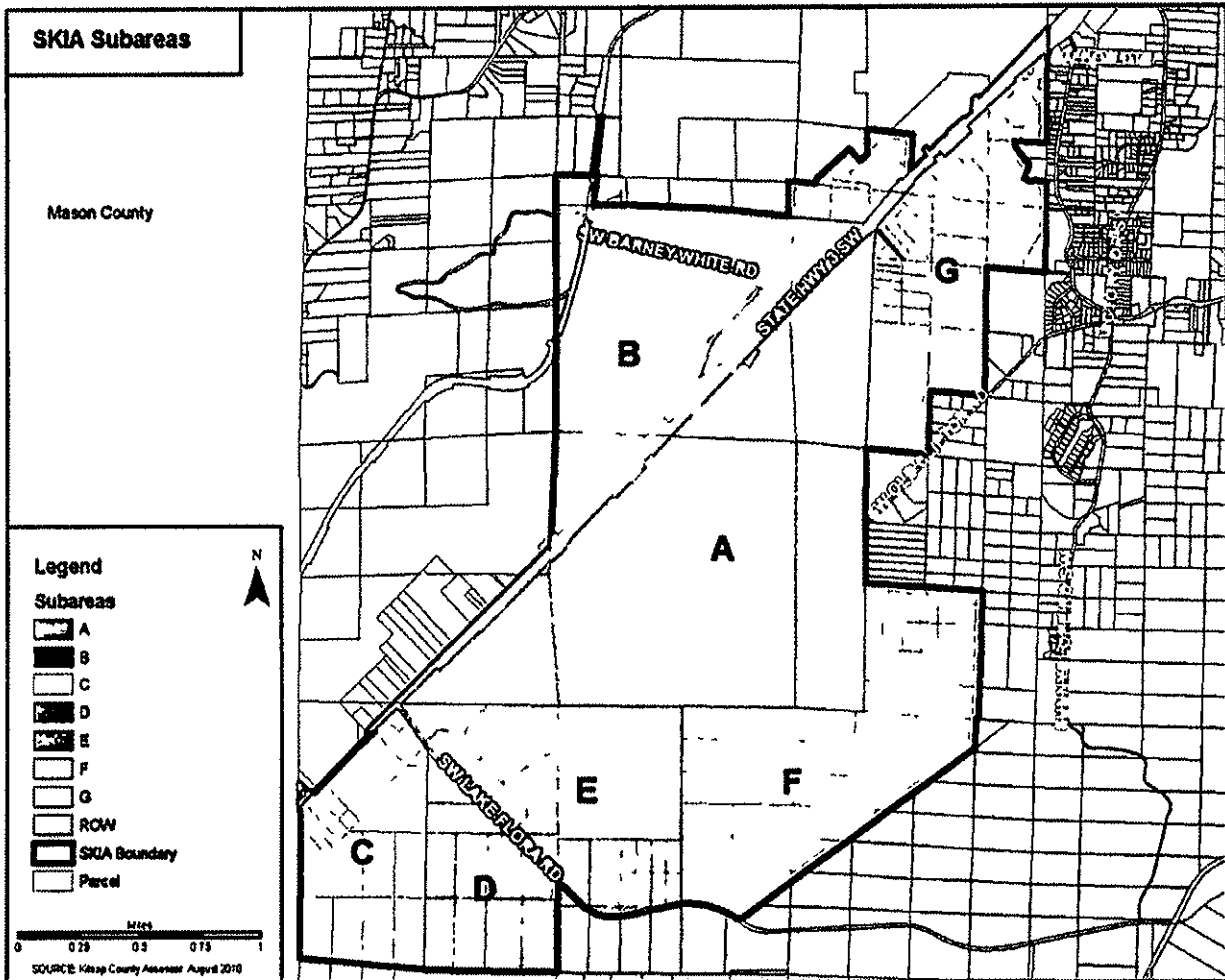 SKIA Subareas
Mason County
SW BARNEY WHITE RD
STATE HWY 3 SW
G
B
A
E
F
SW LAKE FLORA RD
C
D
Legend
N
Subareas
A
B
C
D
E
F
G
ROW
SKIA Boundary
Parcel
Miles
0 0.25 0.5 0.75 1
SOURCE: Kitsap County Assessor August 2010